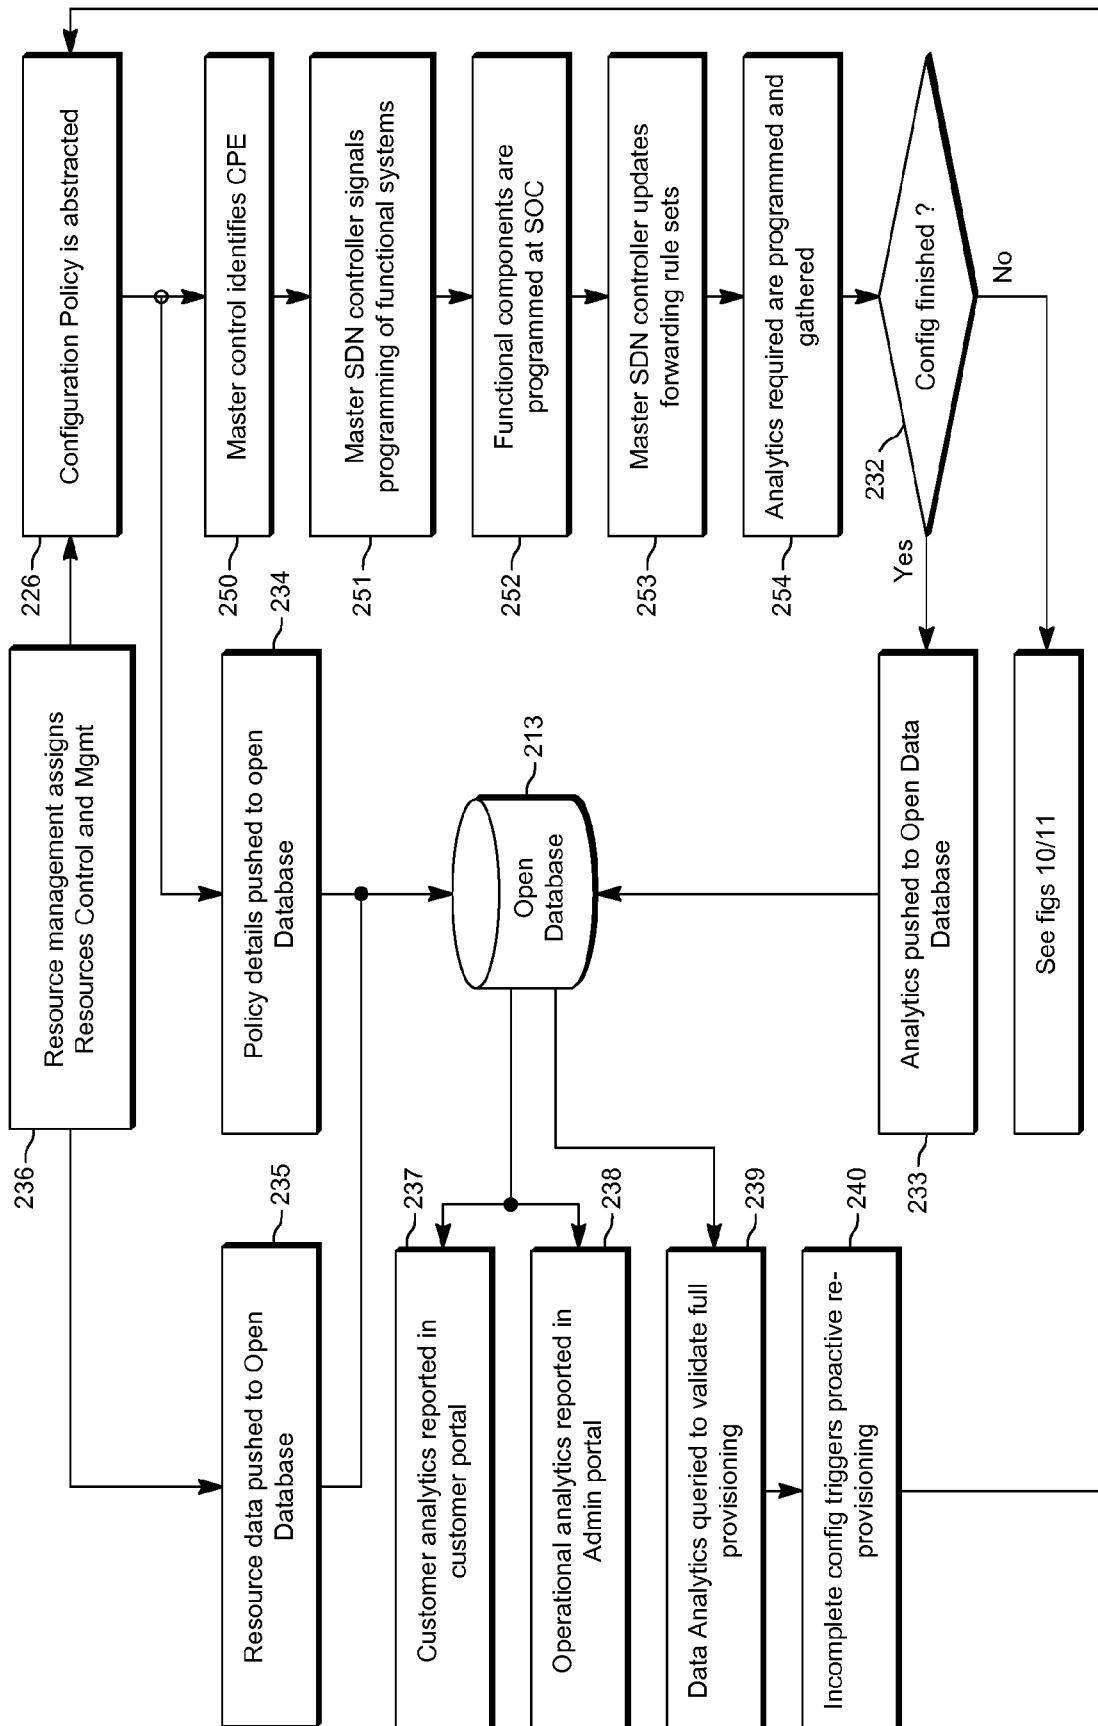 Resource management assigns
Resources Control and Mgmt
236
Configuration Policy is abstracted
226
Resource data pushed to Open
Database
235
Policy details pushed to open
Database
234
Master control identifies CPE
250
Master SDN controller signals
programming of functional systems
251
Functional components are
programmed at SOC
252
Master SDN controller updates
forwarding rule sets
253
Analytics required are programmed and
gathered
254
Config finished ?
232
Yes
No
Open
Database
213
Customer analytics reported in
customer portal
237
Operational analytics reported in
Admin portal
238
Data Analytics queried to validate full
provisioning
239
Incomplete config triggers proactive re-
provisioning
240
Analytics pushed to Open Data
Database
233
See figs 10/11